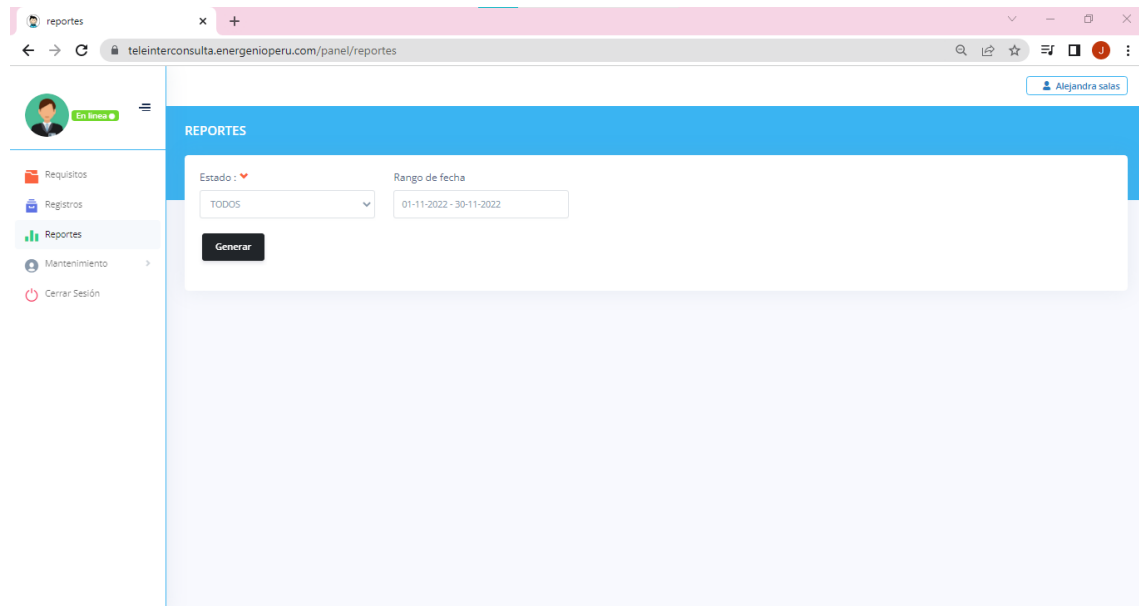 reportes
teleinterconsulta.energenioperu.com/panel/reportes
J
Alejandra salas
En linea
REPORTES
Requisitos
Registros
Reportes
Mantenimiento
Cerrar Sesión
Estado :
Rango de fecha
TODOS
01-11-2022 - 30-11-2022
Generar